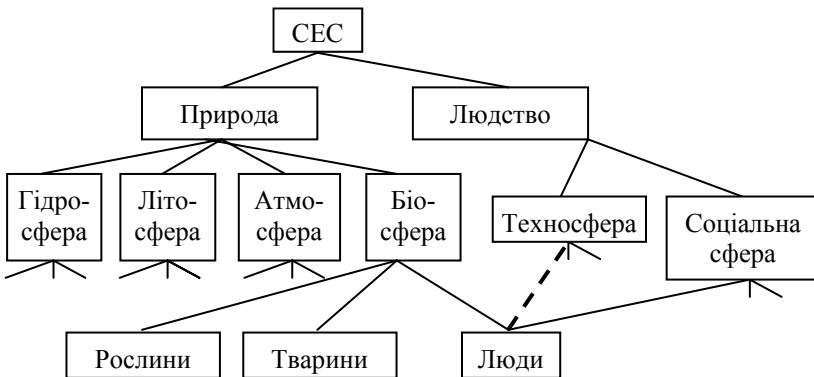 СЕС
Природа
Людство
Гідро-
сфера
Літо-
сфера
Атмо-
сфера
Біо-
сфера
Техносфера
Соціальна
сфера
Рослини
Тварини
Люди